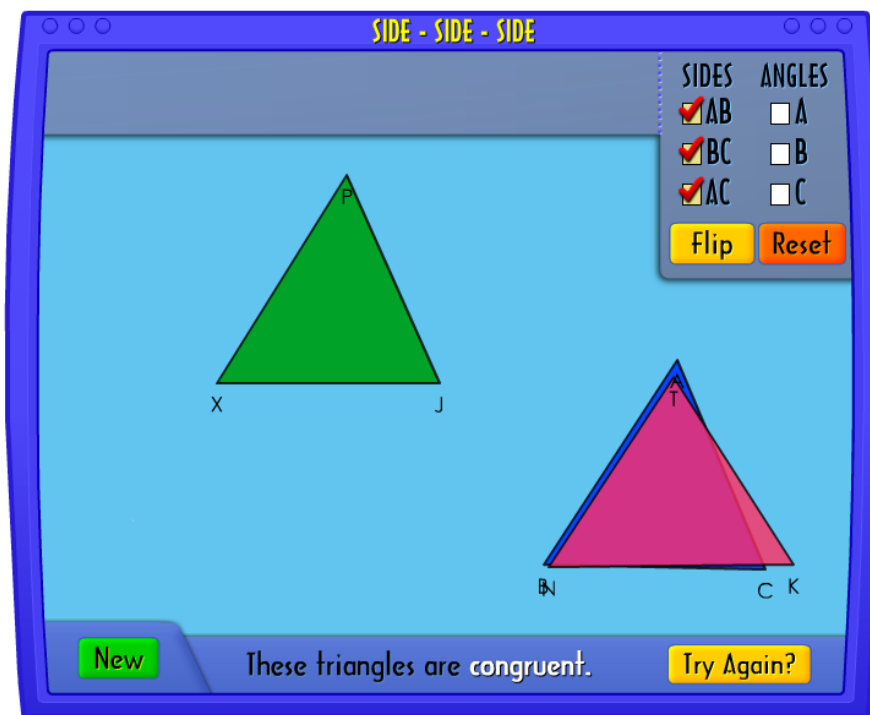 SIDE - SIDE - SIDE
SIDES ANGLES
AB A
BC B
AC C
Flip Reset
P
X J
A
T
B N C K
New These triangles are congruent. Try Again?